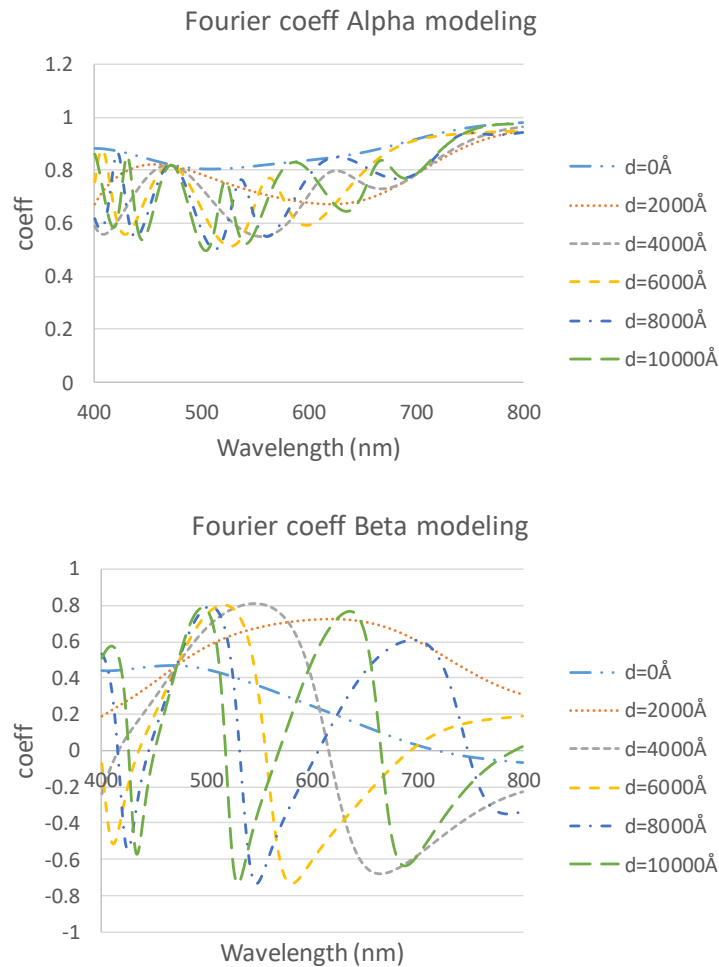 Fourier coeff Alpha modeling
1.2
1
0.8
0.6
0.4
0.2
0
coeff
400 500 600 700 800
Wavelength (nm)
d=0Å
d=2000Å
d=4000Å
d=6000Å
d=8000Å
d=10000Å
Fourier coeff Beta modeling
1
0.8
0.6
0.4
0.2
0
-0.2
-0.4
-0.6
-0.8
-1
coeff
400 500 600 700 800
Wavelength (nm)
d=0Å
d=2000Å
d=4000Å
d=6000Å
d=8000Å
d=10000Å